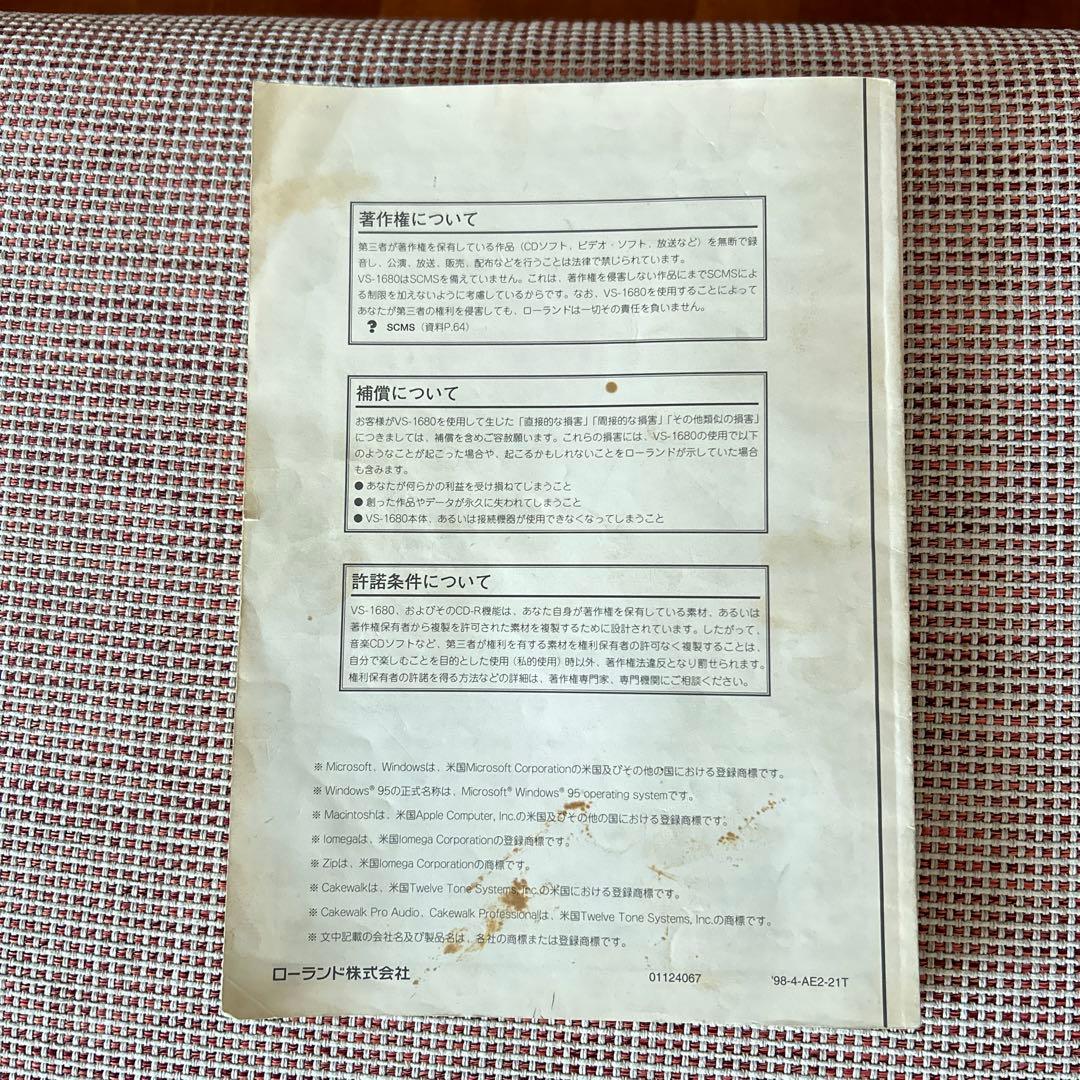 著作権について
第三者が著作権を保有している作品（CDソフト、ビデオ・ソフト、放送など）を無断で録
音し、公演、放送、販売、配布などを行うことは法律で禁じられています。
VS-1680はSCMSを備えていません。これは、著作権を侵害しない作品にまでSCMSによ
る制限を加えないように考慮しているからです。なお、VS-1680を使用することによって
あなたが第三者の権利を侵害しても、ローランドは一切その責任を負いません。
? SCMS（資料P.64）
補償について
お客様がVS-1680を使用して生じた「直接的な損害」「間接的な損害」「その他類似の損害」
につきましては、補償を含めご容赦願います。これらの損害には、VS-1680の使用で以下
のようなことが起こった場合や、起こるかもしれないことをローランドが示していた場合
も含みます。
● あなたが何らかの利益を受け損ねてしまうこと
● 創った作品やデータが永久に失われてしまうこと
● VS-1680本体、あるいは接続機器が使用できなくなってしまうこと
許諾条件について
VS-1680、およびそのCD-R機能は、あなた自身が著作権を保有している素材、あるいは
著作権保有者から複製を許可された素材を複製するために設計されています。したがって、
音楽CDソフトなど、第三者が権利を有する素材を権利保有者の許可なく複製することは、
自分で楽しむことを目的とした使用（私的使用）時以外、著作権法違反となり罰せられます。
権利保有者の許諾を得る方法などの詳細は、著作権専門家、専門機関にご相談ください。
※ Microsoft、Windowsは、米国Microsoft Corporationの米国及びその他の国における登録商標です。
※ Windows® 95の正式名称は、Microsoft® Windows® 95 operating systemです。
※ Macintoshは、米国Apple Computer, Inc.の米国及びその他の国における登録商標です。
※ Iomegaは、米国Iomega Corporationの登録商標です。
※ Zipは、米国Iomega Corporationの商標です。
※ Cakewalkは、米国Twelve Tone Systems, Inc.の米国における登録商標です。
※ Cakewalk Pro Audio、Cakewalk Professionalは、米国Twelve Tone Systems, Inc.の商標です。
※ 文中記載の会社名及び製品名は、各社の商標または登録商標です。
ローランド株式会社
01124067
'98-4-AE2-21T